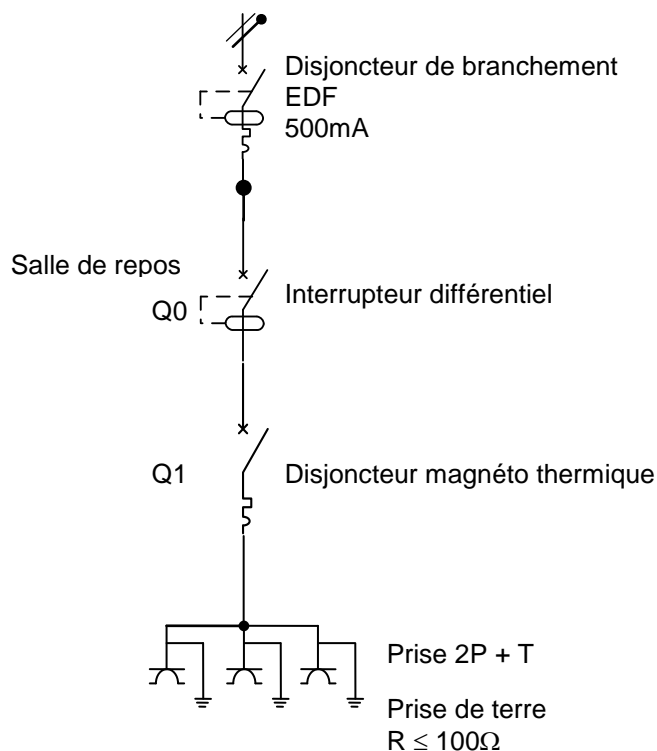 Disjoncteur de branchement
EDF
500mA
Salle de repos
Q0
Interrupteur différentiel
Q1
Disjoncteur magnéto thermique
Prise 2P + T
Prise de terre
R ≤ 100Ω